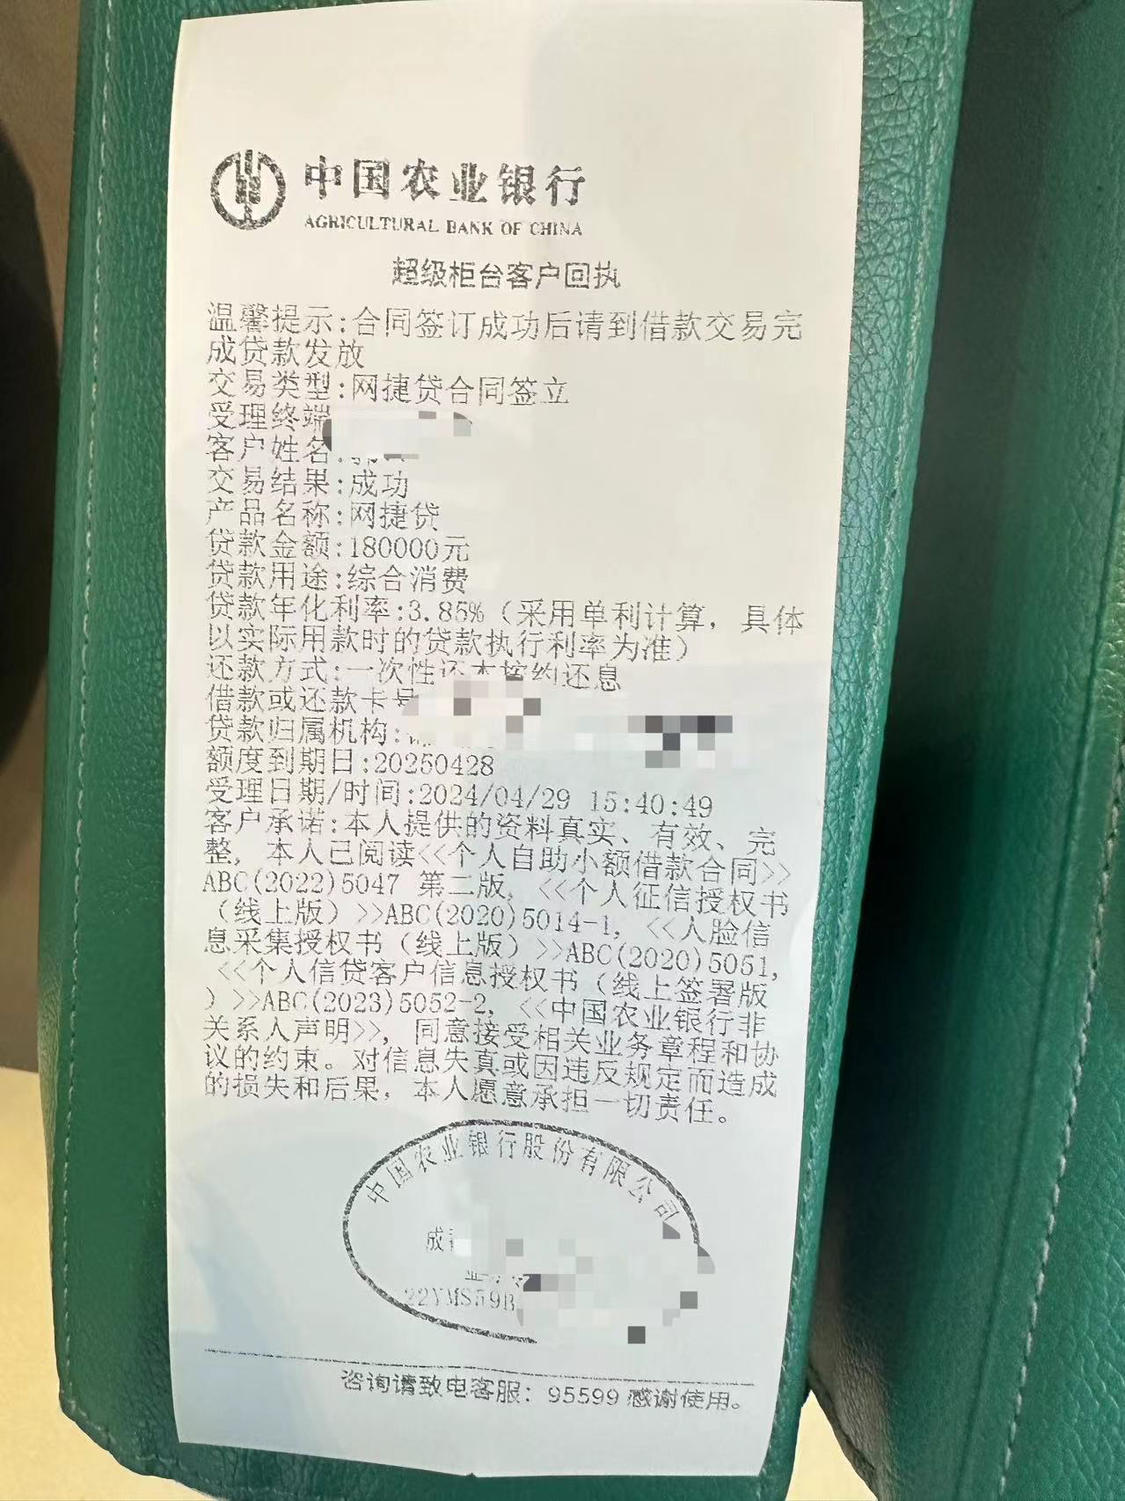 中国农业银行
AGRICULTURAL BANK OF CHINA
超级柜台客户回执
温馨提示:合同签订成功后请到借款交易完
成贷款发放
交易类型:网捷贷合同签立
受理终端
客户姓名:
交易结果:成功
产品名称:网捷贷
贷款金额:180000元
贷款用途:综合消费
贷款年化利率:3.85%（采用单利计算，具体
以实际用款时的贷款执行利率为准）
还款方式:一次性还本按约还息
借款或还款卡号
贷款归属机构:
额度到期日:20250428
受理日期/时间:2024/04/29 15:40:49
客户承诺:本人提供的资料真实、有效、完
整，本人已阅读<<个人自助小额借款合同>>
ABC(2022)5047 第二版，<<个人征信授权书
（线上版）>>ABC(2020)5014-1，<<人脸信
息采集授权书（线上版）>>ABC(2020)5051，
<<个人信贷客户信息授权书（线上签署版
）>>ABC(2023)5052-2，<<中国农业银行非
关系人声明>>，同意接受相关业务章程和协
议的约束。对信息失真或因违反规定而造成
的损失和后果，本人愿意承担一切责任。
中国农业银行股份有限公司
成
22YMS59B
咨询请致电客服：95599 感谢使用。